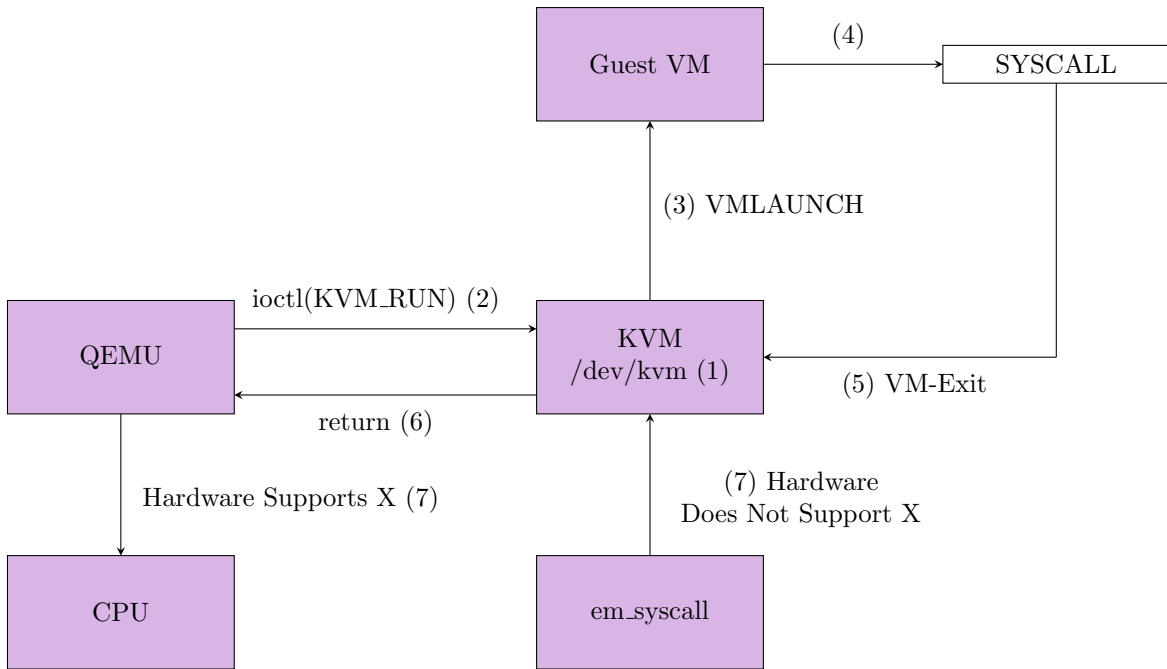 Guest VM
(4)
SYSCALL
(3) VMLAUNCH
ioctl(KVM_RUN) (2)
QEMU
KVM
/dev/kvm (1)
(5) VM-Exit
return (6)
Hardware Supports X (7)
(7) Hardware
Does Not Support X
CPU
em_syscall